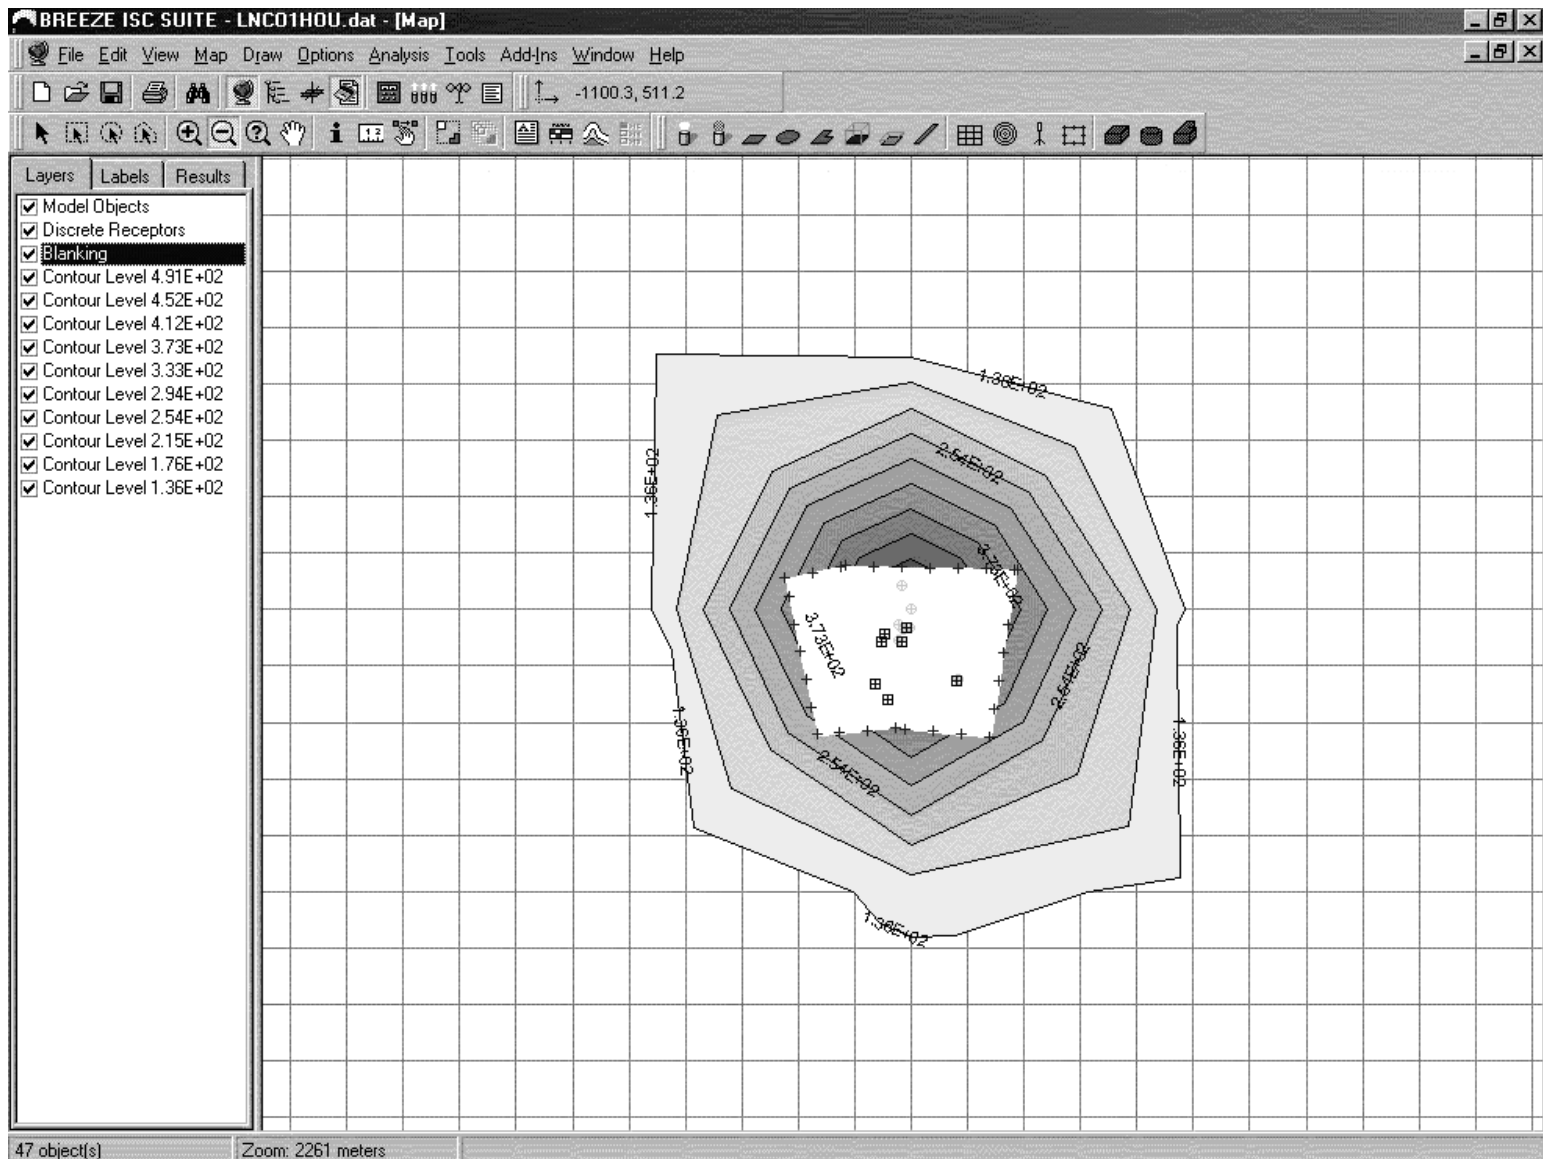 BREEZE ISC SUITE - LNCO1HOU.dat - [Map]
File Edit View Map Draw Options Analysis Tools Add-Ins Window Help
-1100.3, 511.2
Layers Labels Results
Model Objects
Discrete Receptors
Blanking
Contour Level 4.91E+02
Contour Level 4.52E+02
Contour Level 4.12E+02
Contour Level 3.73E+02
Contour Level 3.33E+02
Contour Level 2.94E+02
Contour Level 2.54E+02
Contour Level 2.15E+02
Contour Level 1.76E+02
Contour Level 1.36E+02
1.36E+02
2.54E+02
1.36E+02
3.73E+02
3.73E+02
2.54E+02
1.36E+02
1.36E+02
2.54E+02
1.36E+02
47 object(s) Zoom: 2261 meters